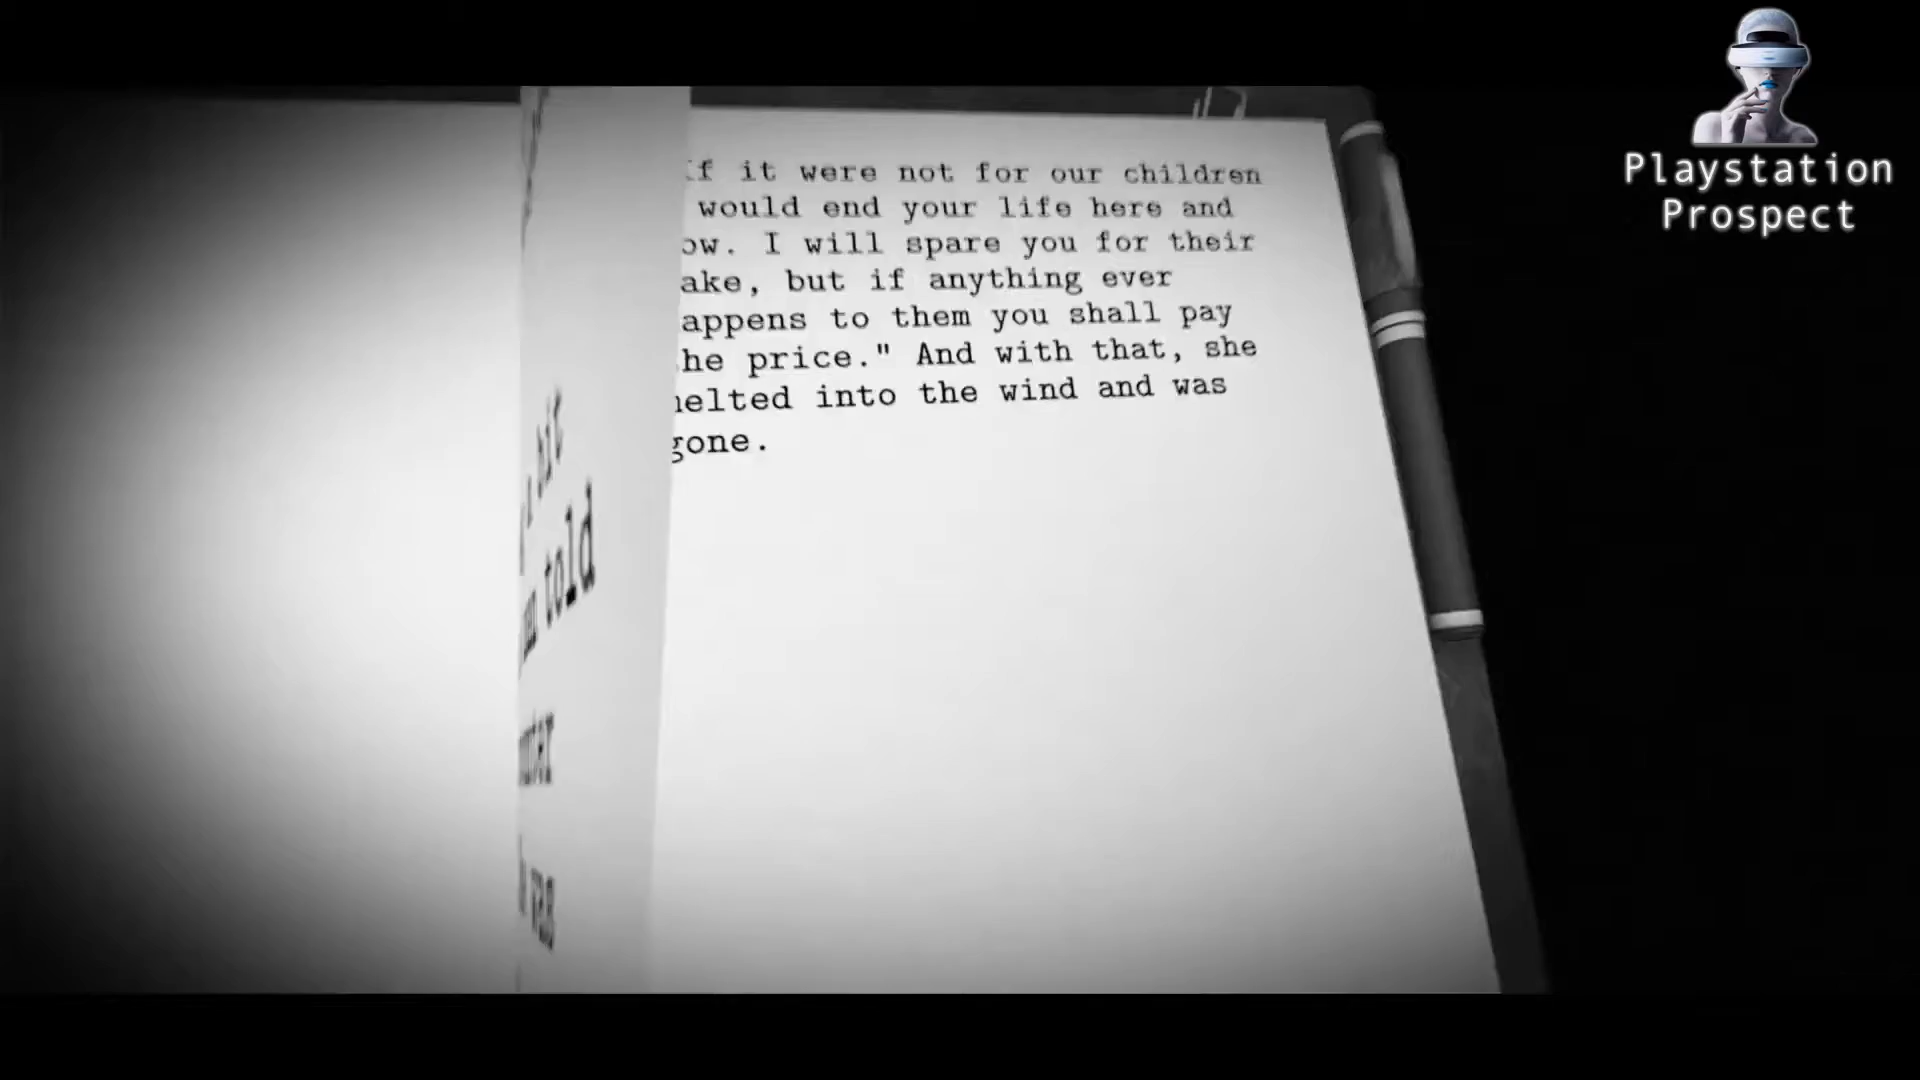 If it were not for our children
would end your life here and
ow. I will spare you for their
ake, but if anything ever
appens to them you shall pay
he price." And with that, she
melted into the wind and was
gone.
told
Playstation
Prospect